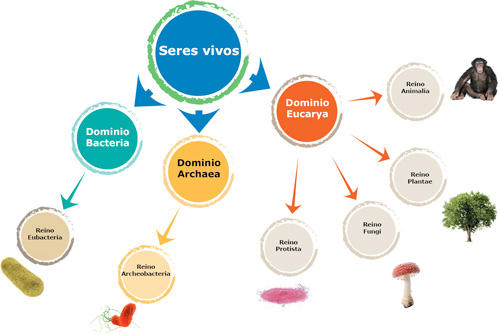 Seres vivos
Dominio
Bacteria
Dominio
Archaea
Dominio
Eucarya
Reino
Animalia
Reino
Plantae
Reino
Fungi
Reino
Protista
Reino
Archeobacteria
Reino
Eubacteria